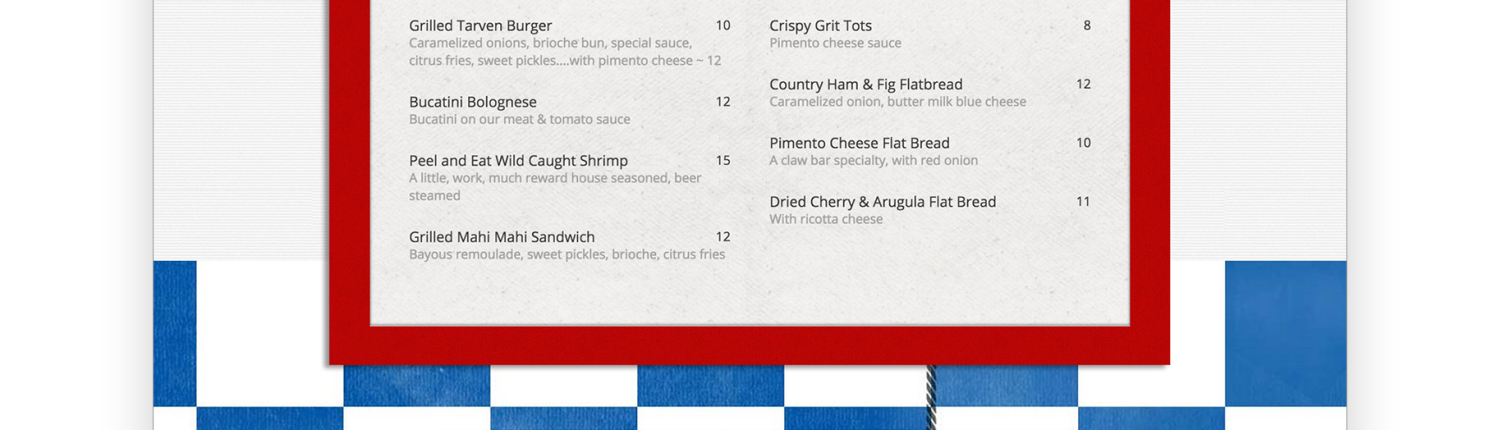 Grilled Tarven Burger 10
Caramelized onions, brioche bun, special sauce,
citrus fries, sweet pickles....with pimento cheese ~ 12
Bucatini Bolognese 12
Bucatini on our meat & tomato sauce
Peel and Eat Wild Caught Shrimp 15
A little, work, much reward house seasoned, beer
steamed
Grilled Mahi Mahi Sandwich 12
Bayous remoulade, sweet pickles, brioche, citrus fries
Crispy Grit Tots 8
Pimento cheese sauce
Country Ham & Fig Flatbread 12
Caramelized onion, butter milk blue cheese
Pimento Cheese Flat Bread 10
A claw bar specialty, with red onion
Dried Cherry & Arugula Flat Bread 11
With ricotta cheese